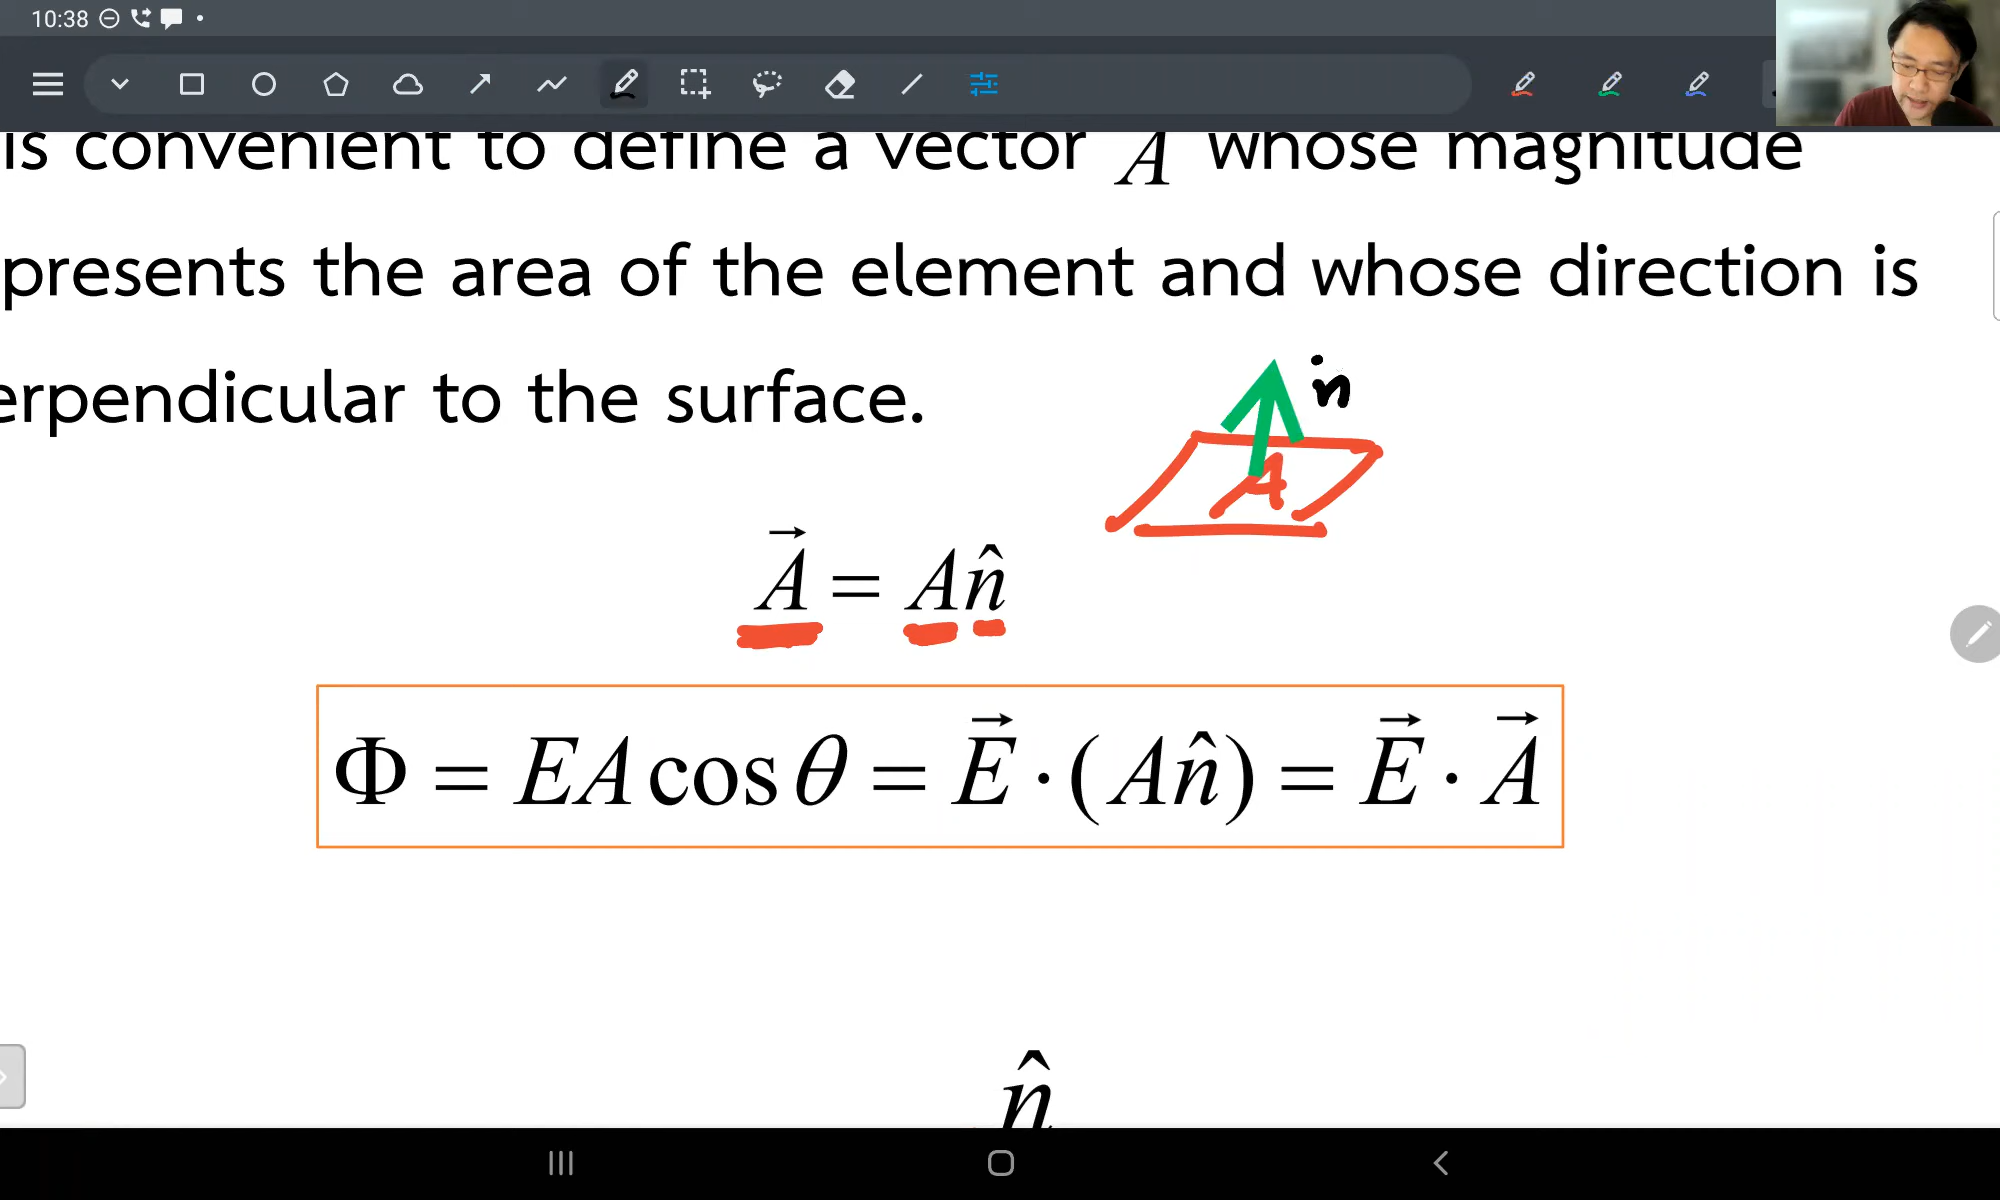 10:38
is convenient to define a vector A whose magnitude
presents the area of the element and whose direction is
erpendicular to the surface.
n
A
A⃗ = An̂
Φ = EA cos θ = E⃗ · (An̂) = E⃗ · A⃗
n̂